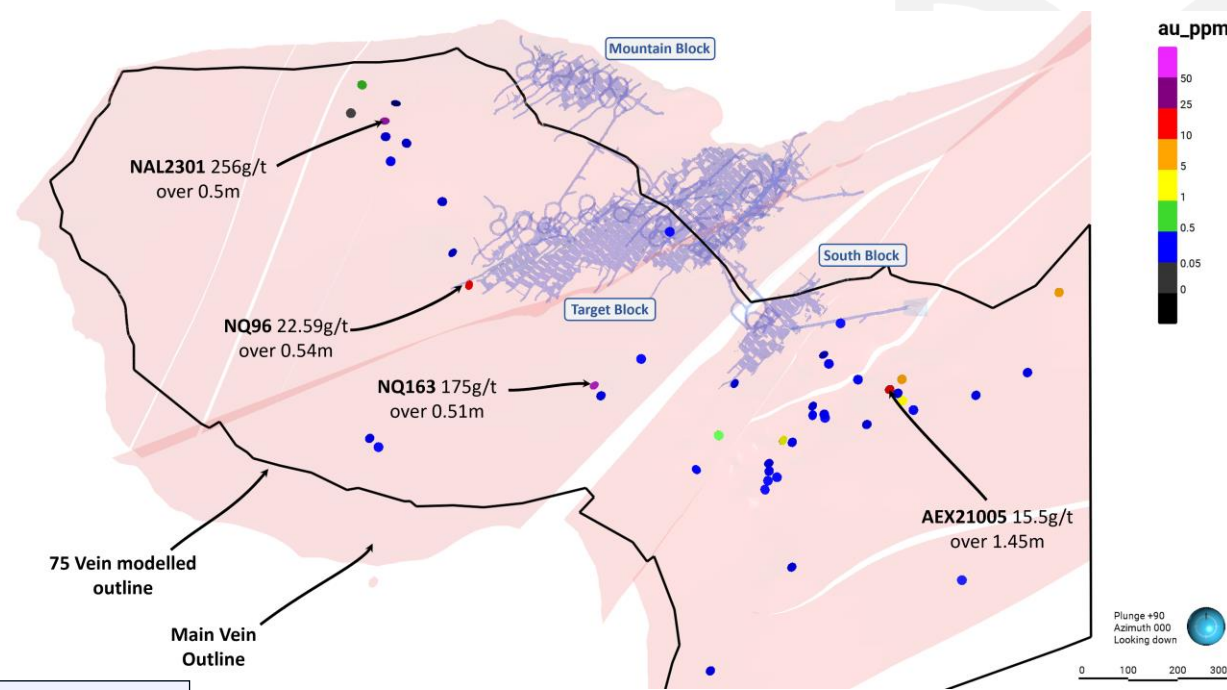 au_ppm
50
25
10
5
1
0.5
0.05
0
Mountain Block
NAL2301 256g/t
over 0.5m
South Block
Target Block
NQ96 22.59g/t
over 0.54m
NQ163 175g/t
over 0.51m
AEX21005 15.5g/t
over 1.45m
75 Vein modelled
outline
Main Vein
Outline
Plunge +90
Azimuth 000
Looking down
0 100 200 300